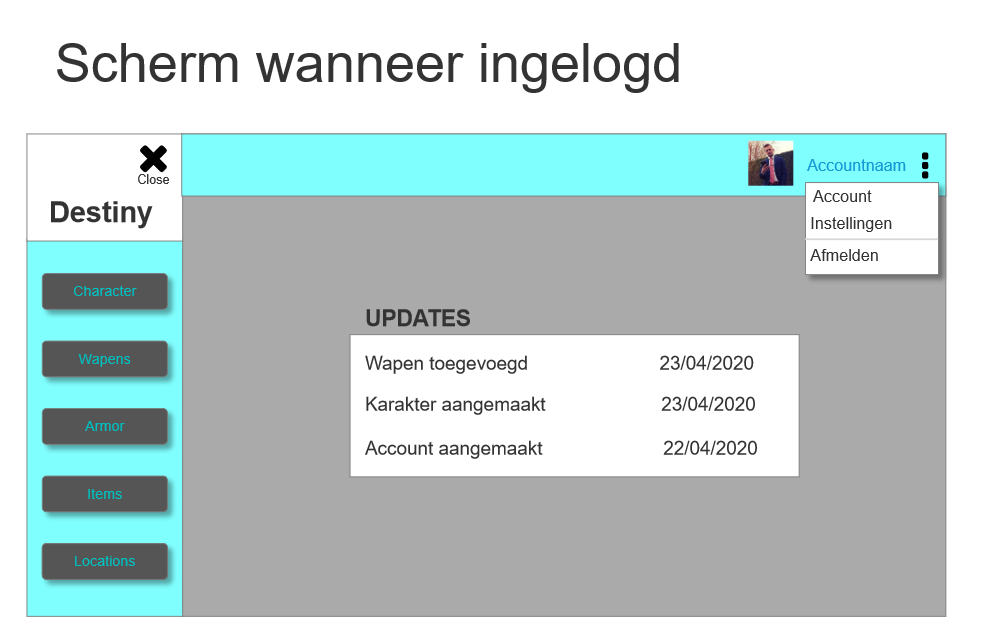 Scherm wanneer ingelogd
Close
Destiny
Character
Wapens
Armor
Items
Locations
Accountnaam
Account
Instellingen
Afmelden
UPDATES
Wapen toegevoegd 23/04/2020
Karakter aangemaakt 23/04/2020
Account aangemaakt 22/04/2020